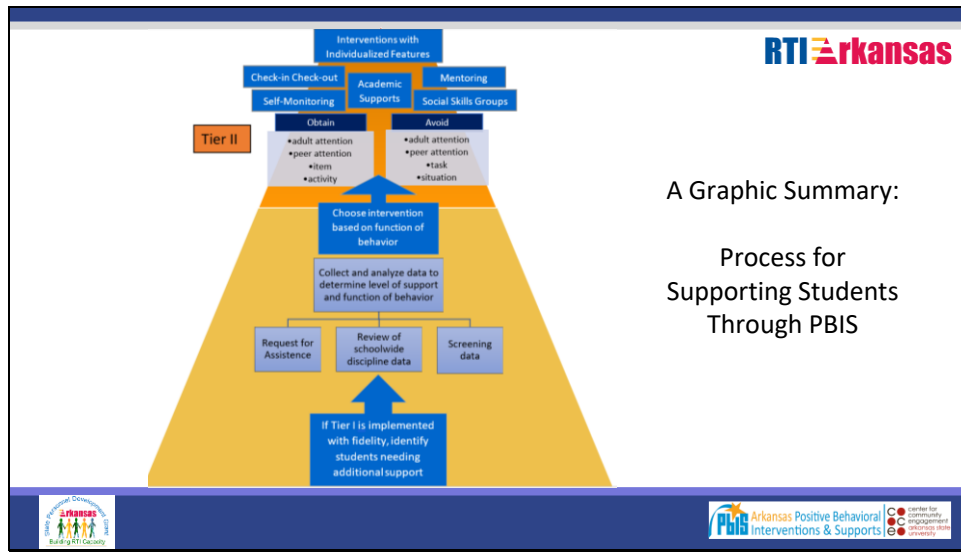 Interventions with
Individualized Features
RTI Arkansas
Check-in Check-out
Academic
Supports
Mentoring
Self-Monitoring
Social Skills Groups
Tier II
Obtain
•adult attention
•peer attention
•item
•activity
Avoid
•adult attention
•peer attention
•task
•situation
Choose intervention
based on function of
behavior
Collect and analyze data to
determine level of support
and function of behavior
Request for
Assistence
Review of
schoolwide
discipline data
Screening
data
If Tier I is implemented
with fidelity, identify
students needing
additional support
A Graphic Summary:
Process for
Supporting Students
Through PBIS
State Personnel Development Grant
Arkansas
Building RTI Capacity
PbiS
Arkansas Positive Behavioral
Interventions & Supports
c e
c c
e
center for
community
engagement
arkansas state
university